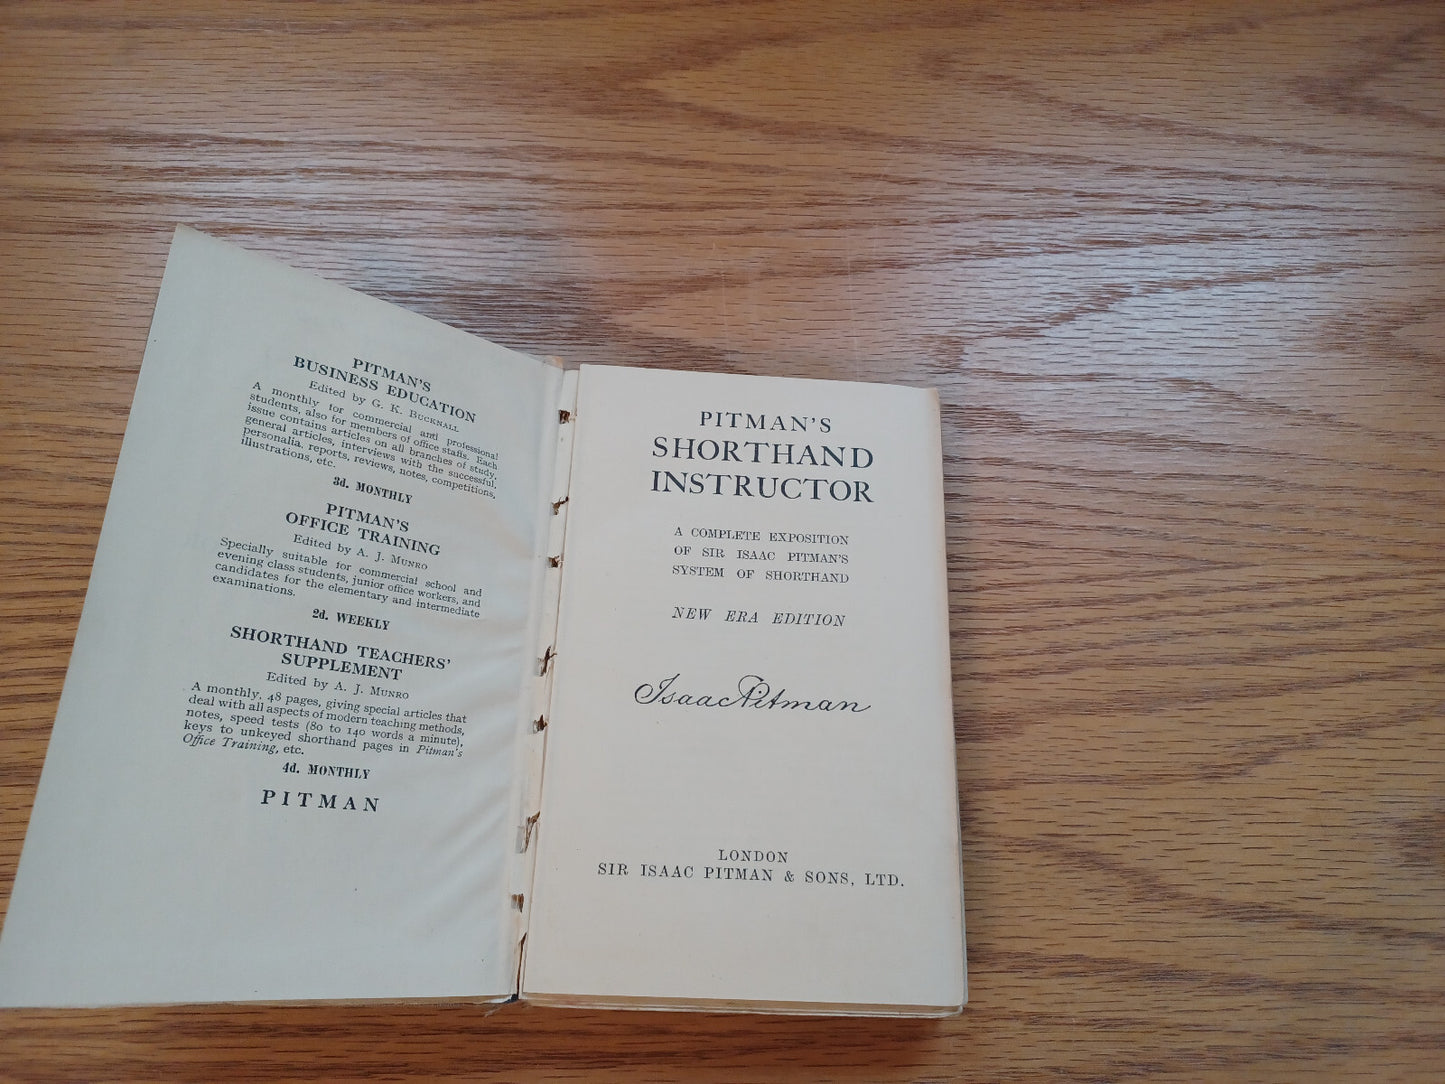 PITMAN'S
BUSINESS EDUCATION
Edited by G. K. BUCKNALL
A monthly for commercial and professional
students, also for members of office staffs. Each
issue contains articles on all branches of study,
general articles, interviews with the successful,
personalia, reports, reviews, notes, competitions,
illustrations, etc.
3d. MONTHLY
PITMAN'S
OFFICE TRAINING
Edited by A. J. MUNRO
Specially suitable for commercial school and
evening class students, junior office workers, and
candidates for the elementary and intermediate
examinations.
2d. WEEKLY
SHORTHAND TEACHERS'
SUPPLEMENT
Edited by A. J. MUNRO
A monthly, 48 pages, giving special articles that
deal with all aspects of modern teaching methods,
notes, speed tests (80 to 140 words a minute),
keys to unkeyed shorthand pages in Pitman's
Office Training, etc.
4d. MONTHLY
PITMAN
PITMAN'S
SHORTHAND
INSTRUCTOR
A COMPLETE EXPOSITION
OF SIR ISAAC PITMAN'S
SYSTEM OF SHORTHAND
NEW ERA EDITION
Isaac Pitman
LONDON
SIR ISAAC PITMAN & SONS, LTD.